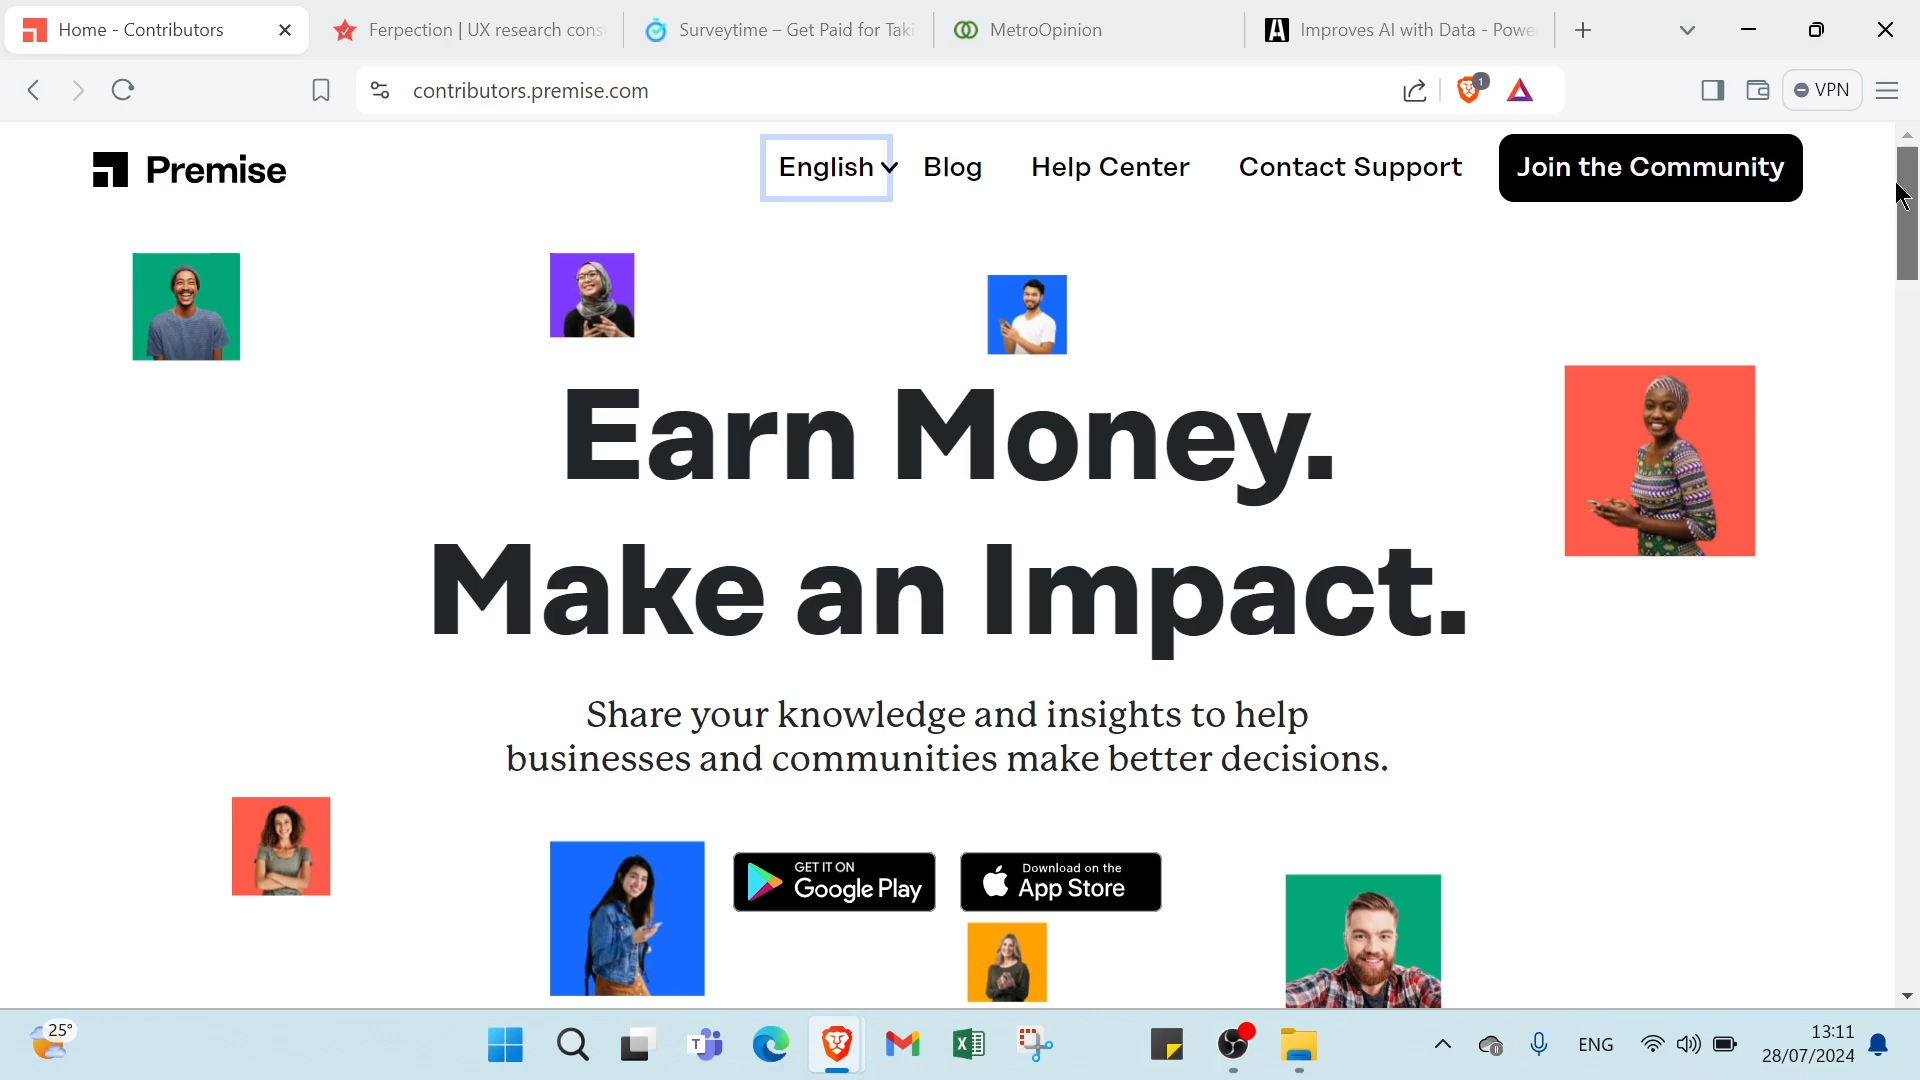 Home - Contributors
Ferpection | UX research cons
Surveytime – Get Paid for Taki
MetroOpinion
Improves AI with Data - Powe
contributors.premise.com
1
VPN
Premise
English
Blog
Help Center
Contact Support
Join the Community
Earn Money.
Make an Impact.
Share your knowledge and insights to help
businesses and communities make better decisions.
GET IT ON
Google Play
Download on the
App Store
25°
ENG
13:11
28/07/2024